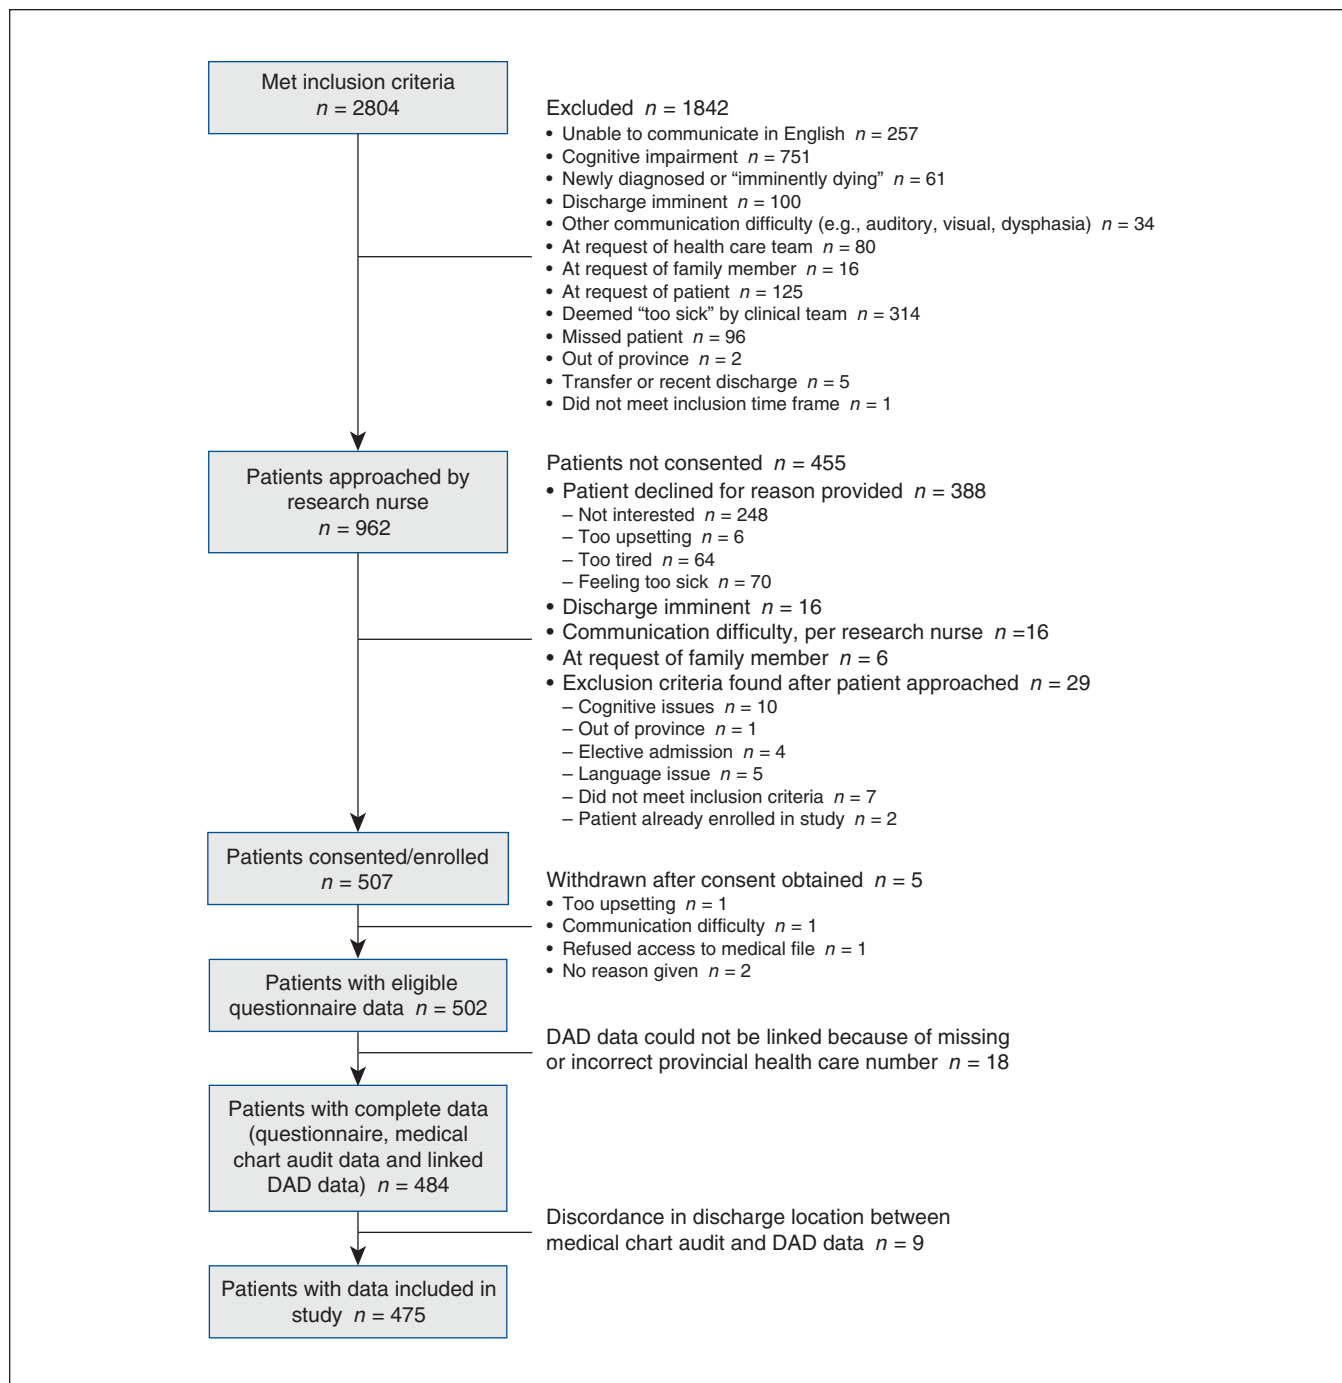 Met inclusion criteria
n = 2804
Excluded n = 1842
• Unable to communicate in English n = 257
• Cognitive impairment n = 751
• Newly diagnosed or “imminently dying” n = 61
• Discharge imminent n = 100
• Other communication difficulty (e.g., auditory, visual, dysphasia) n = 34
• At request of health care team n = 80
• At request of family member n = 16
• At request of patient n = 125
• Deemed “too sick” by clinical team n = 314
• Missed patient n = 96
• Out of province n = 2
• Transfer or recent discharge n = 5
• Did not meet inclusion time frame n = 1
Patients approached by
research nurse
n = 962
Patients not consented n = 455
• Patient declined for reason provided n = 388
– Not interested n = 248
– Too upsetting n = 6
– Too tired n = 64
– Feeling too sick n = 70
• Discharge imminent n = 16
• Communication difficulty, per research nurse n =16
• At request of family member n = 6
• Exclusion criteria found after patient approached n = 29
– Cognitive issues n = 10
– Out of province n = 1
– Elective admission n = 4
– Language issue n = 5
– Did not meet inclusion criteria n = 7
– Patient already enrolled in study n = 2
Patients consented/enrolled
n = 507
Withdrawn after consent obtained n = 5
• Too upsetting n = 1
• Communication difficulty n = 1
• Refused access to medical file n = 1
• No reason given n = 2
Patients with eligible
questionnaire data n = 502
DAD data could not be linked because of missing
or incorrect provincial health care number n = 18
Patients with complete data
(questionnaire, medical
chart audit data and linked
DAD data) n = 484
Discordance in discharge location between
medical chart audit and DAD data n = 9
Patients with data included in
study n = 475